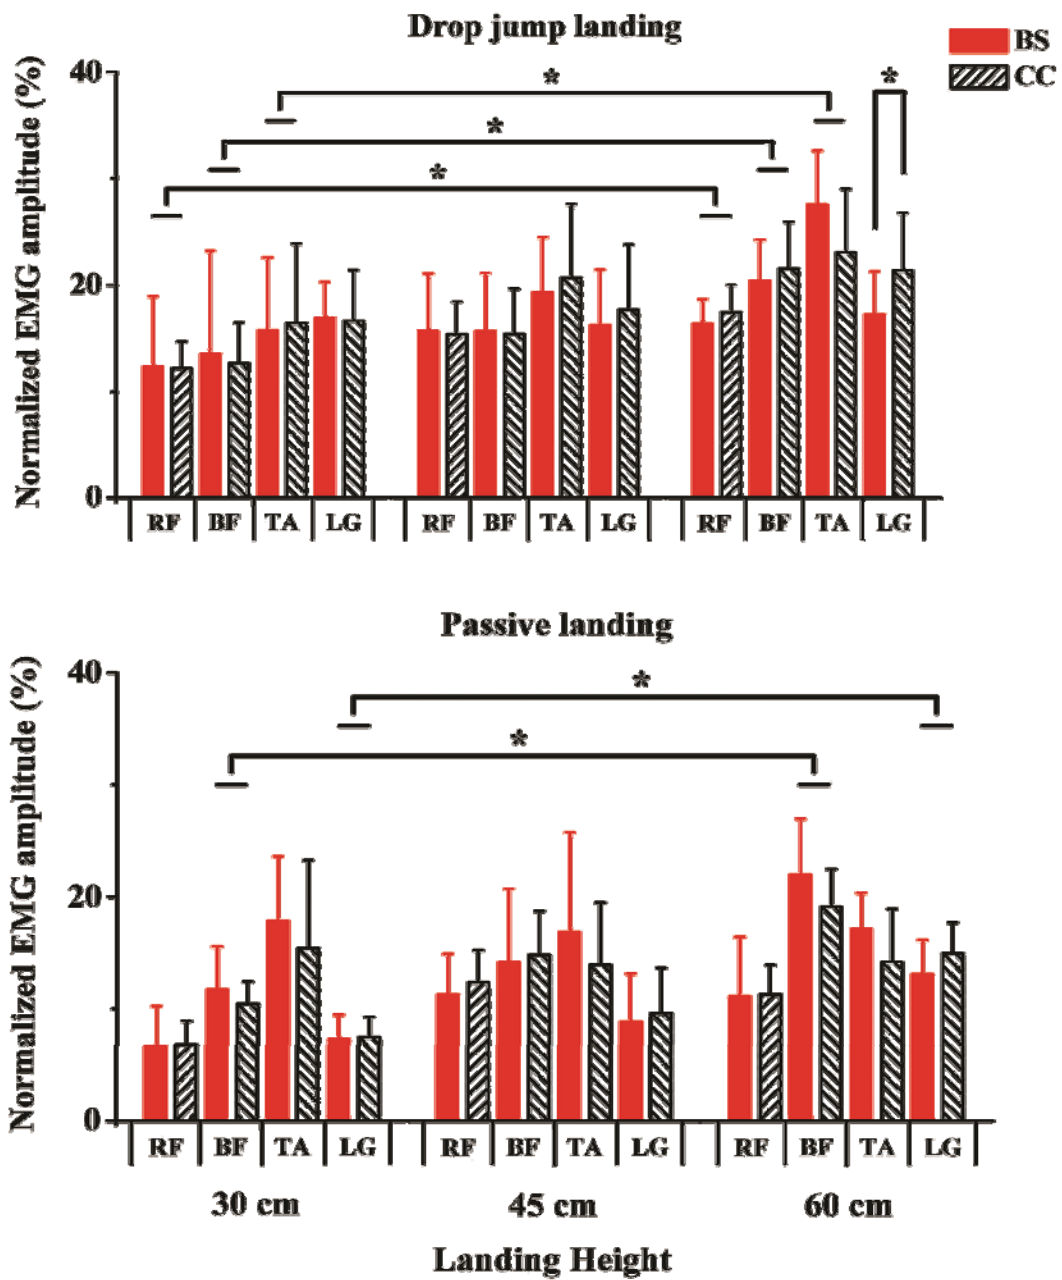 Drop jump landing
BS
CC
Normalized EMG amplitude (%)
40
20
0
*
*
*
*
RF BF TA LG RF BF TA LG RF BF TA LG
Passive landing
Normalized EMG amplitude (%)
40
20
0
*
*
RF BF TA LG RF BF TA LG RF BF TA LG
30 cm 45 cm 60 cm
Landing Height